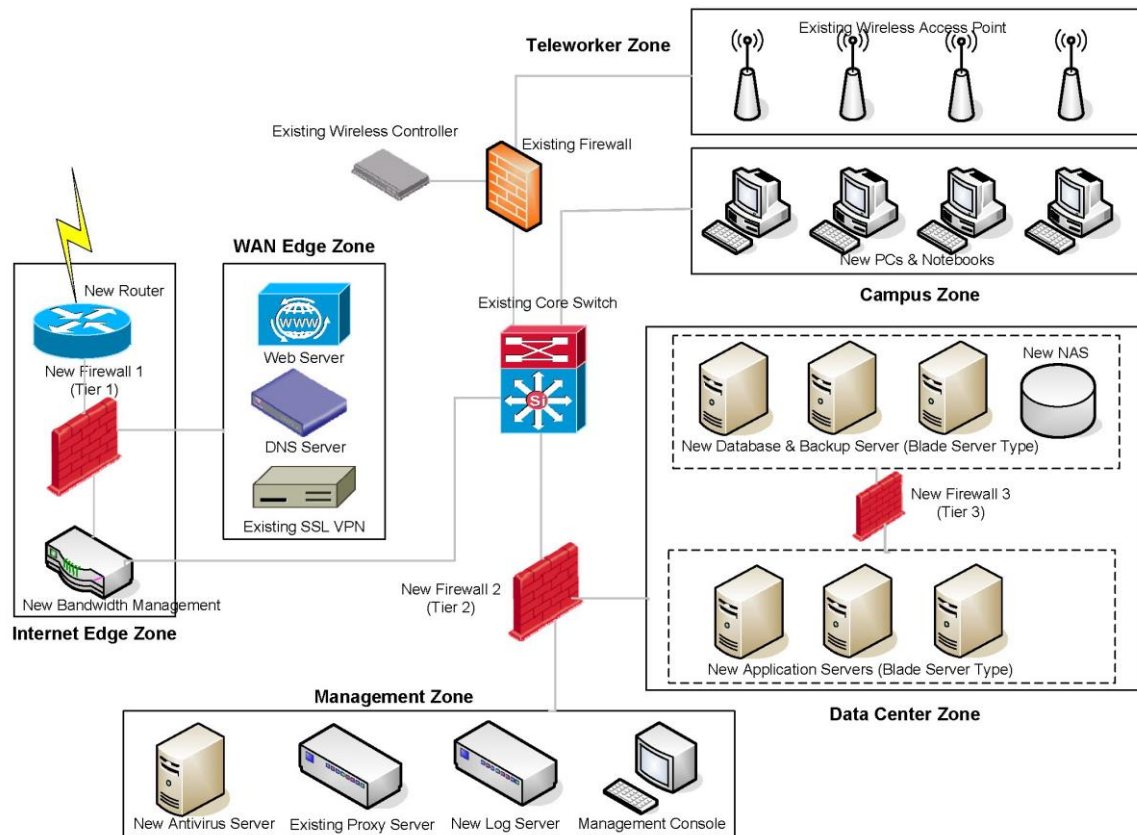 Teleworker Zone
Existing Wireless Access Point
Existing Wireless Controller
Existing Firewall
WAN Edge Zone
New PCs & Notebooks
Campus Zone
New Router
Existing Core Switch
WWW
Web Server
New Firewall 1
(Tier 1)
Si
New NAS
DNS Server
New Database & Backup Server (Blade Server Type)
Existing SSL VPN
New Firewall 3
(Tier 3)
New Bandwidth Management
Internet Edge Zone
New Firewall 2
(Tier 2)
New Application Servers (Blade Server Type)
Management Zone
Data Center Zone
New Antivirus Server
Existing Proxy Server
New Log Server
Management Console